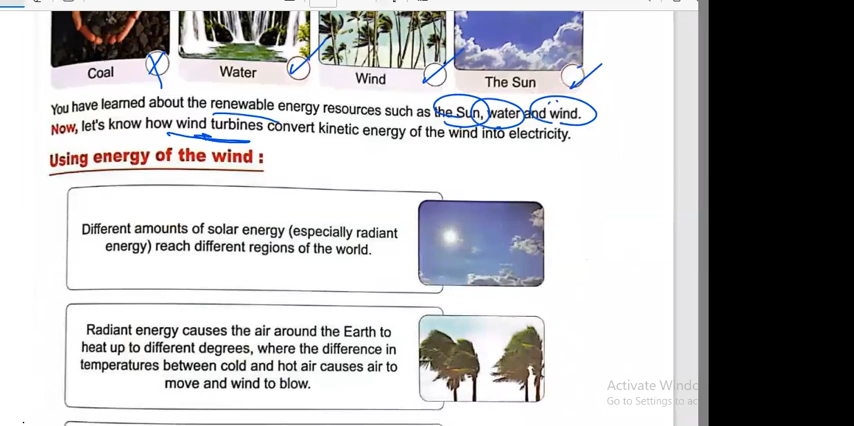 Coal
Water
Wind
The Sun
You have learned about the renewable energy resources such as the Sun, water and wind.
Now, let's know how wind turbines convert kinetic energy of the wind into electricity.
Using energy of the wind :
Different amounts of solar energy (especially radiant
energy) reach different regions of the world.
Radiant energy causes the air around the Earth to
heat up to different degrees, where the difference in
temperatures between cold and hot air causes air to
move and wind to blow.
Activate Windo
Go to Settings to ac